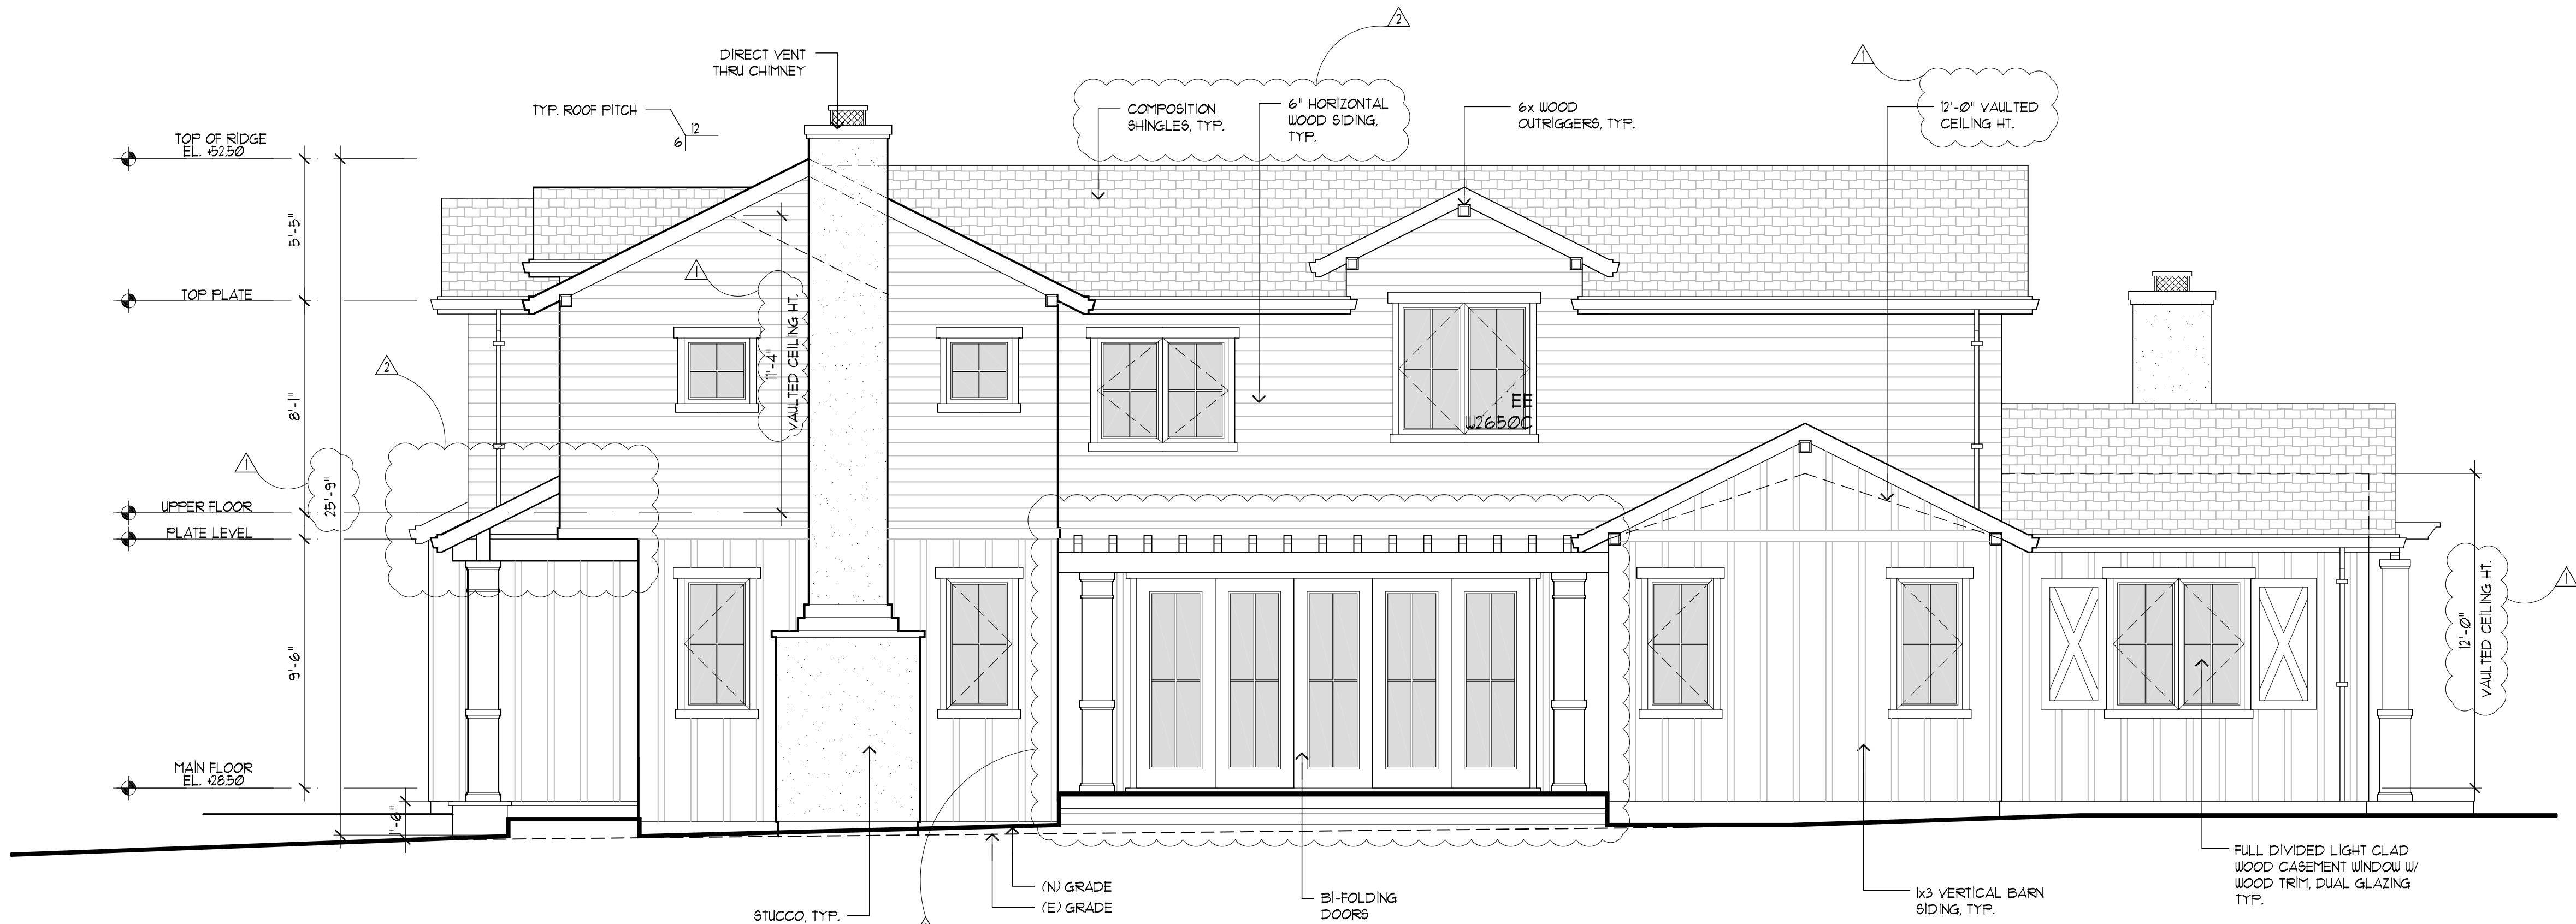 2
DIRECT VENT
THRU CHIMNEY
1
TYP. ROOF PITCH
12
6
COMPOSITION
SHINGLES, TYP.
6" HORIZONTAL
WOOD SIDING,
TYP.
6x WOOD
OUTRIGGERS, TYP.
12'-0" VAULTED
CEILING HT.
TOP OF RIDGE
EL. +52.50
5'-5"
TOP PLATE
1
11'-4"
VAULTED CEILING HT.
2
8'-1"
EE
W2650C
1
25'-9"
UPPER FLOOR
PLATE LEVEL
9'-6"
12'-0"
VAULTED CEILING HT.
1
MAIN FLOOR
EL. +28.50
1'-6"
(N) GRADE
(E) GRADE
STUCCO, TYP.
BI-FOLDING
DOORS
1x3 VERTICAL BARN
SIDING, TYP.
FULL DIVIDED LIGHT CLAD
WOOD CASEMENT WINDOW W/
WOOD TRIM, DUAL GLAZING
TYP.